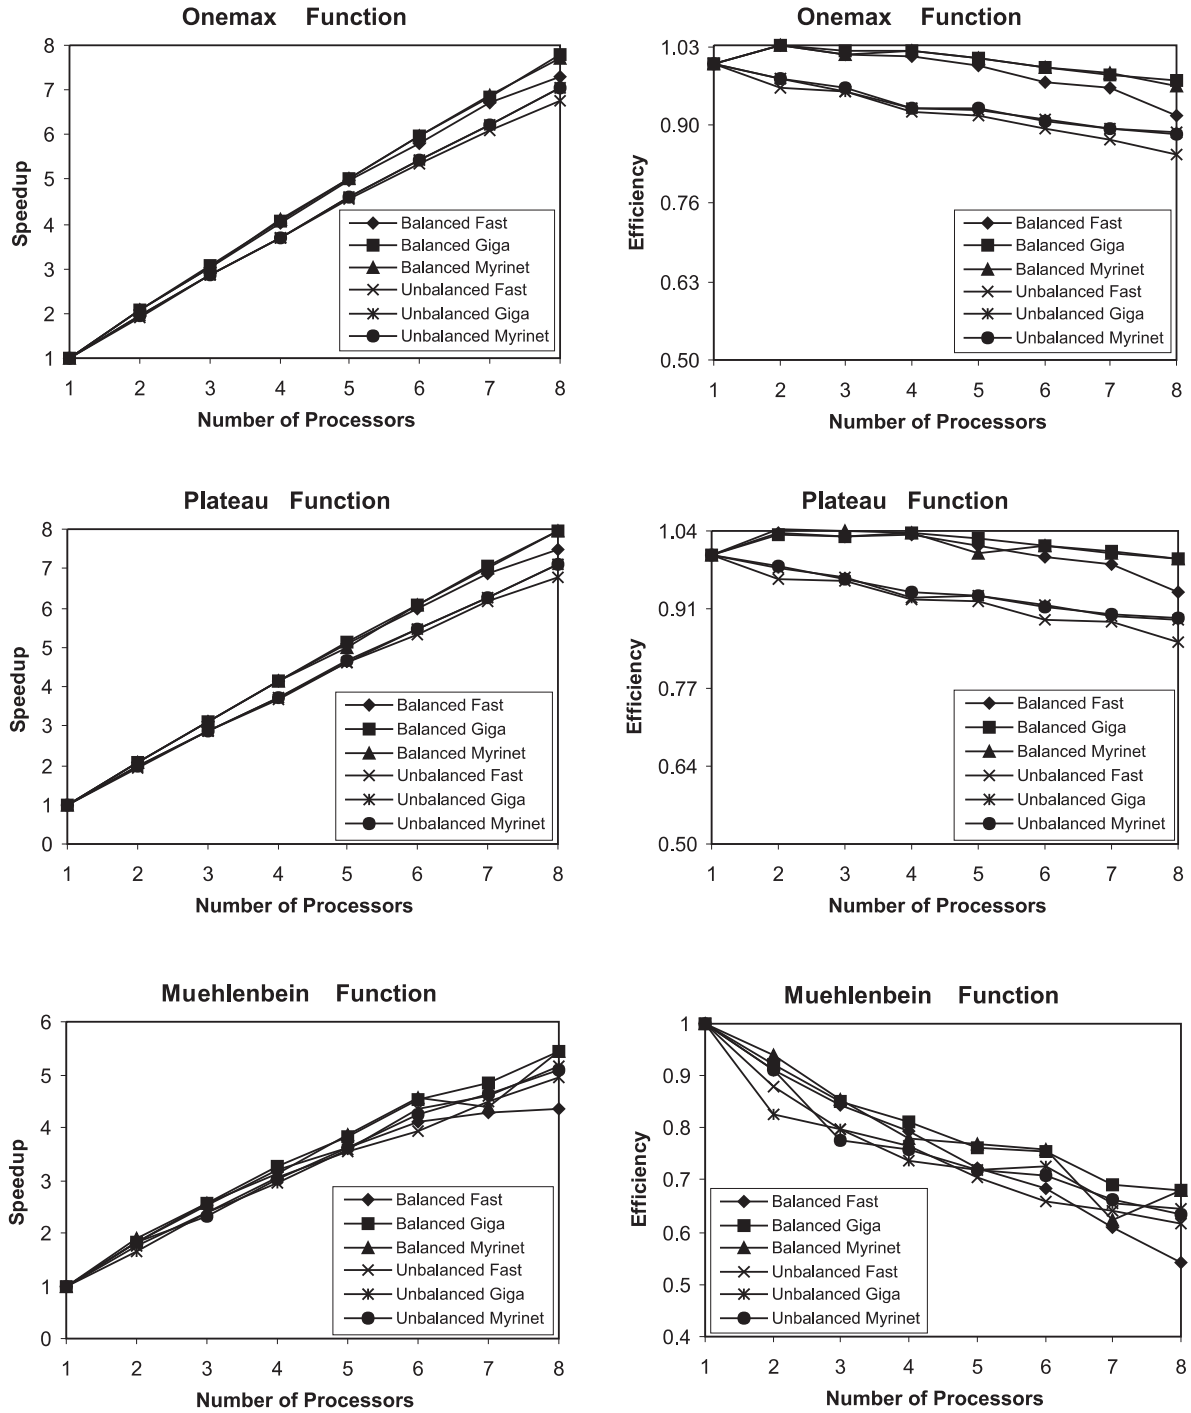 Onemax Function
8
7
6
5
4
3
2
1
Speedup
Balanced Fast
Balanced Giga
Balanced Myrinet
Unbalanced Fast
Unbalanced Giga
Unbalanced Myrinet
1 2 3 4 5 6 7 8
Number of Processors
Onemax Function
1.03
0.90
0.76
0.63
0.50
Efficiency
Balanced Fast
Balanced Giga
Balanced Myrinet
Unbalanced Fast
Unbalanced Giga
Unbalanced Myrinet
1 2 3 4 5 6 7 8
Number of Processors
Plateau Function
8
7
6
5
4
3
2
1
0
Speedup
Balanced Fast
Balanced Giga
Balanced Myrinet
Unbalanced Fast
Unbalanced Giga
Unbalanced Myrinet
1 2 3 4 5 6 7 8
Number of Processors
Plateau Function
1.04
0.91
0.77
0.64
0.50
Efficiency
Balanced Fast
Balanced Giga
Balanced Myrinet
Unbalanced Fast
Unbalanced Giga
Unbalanced Myrinet
1 2 3 4 5 6 7 8
Number of Processors
Muehlenbein Function
6
5
4
3
2
1
0
Speedup
Balanced Fast
Balanced Giga
Balanced Myrinet
Unbalanced Fast
Unbalanced Giga
Unbalanced Myrinet
1 2 3 4 5 6 7 8
Number of Processors
Muehlenbein Function
1
0.9
0.8
0.7
0.6
0.5
0.4
Efficiency
Balanced Fast
Balanced Giga
Balanced Myrinet
Unbalanced Fast
Unbalanced Giga
Unbalanced Myrinet
1 2 3 4 5 6 7 8
Number of Processors